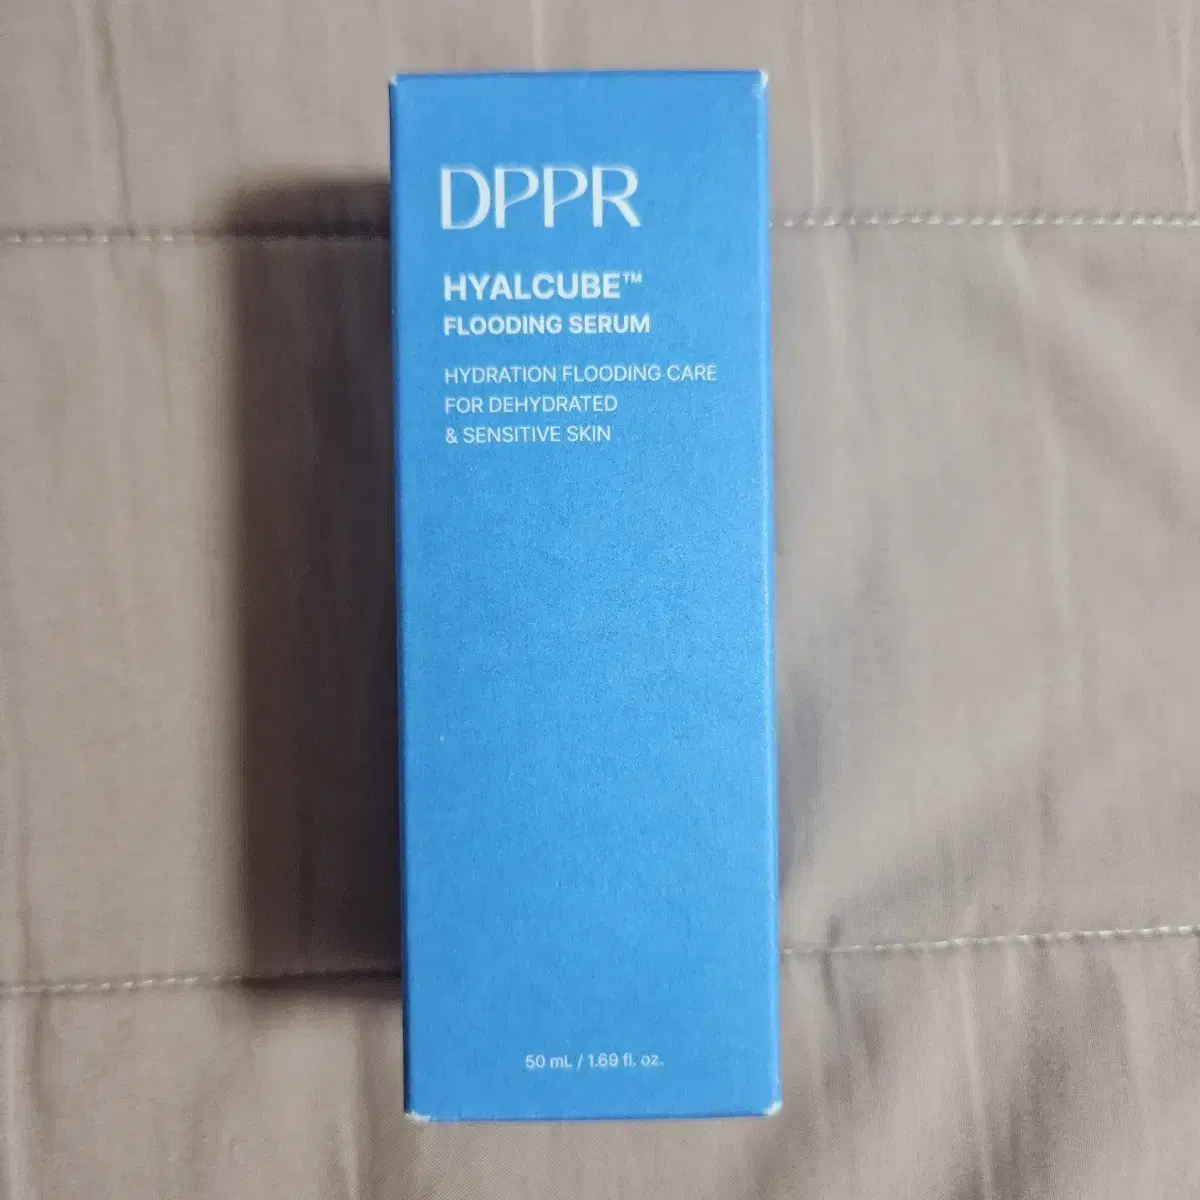 DPPR
HYALCUBE™
FLOODING SERUM
HYDRATION FLOODING CARE
FOR DEHYDRATED
& SENSITIVE SKIN
50 mL / 1.69 fl. oz.